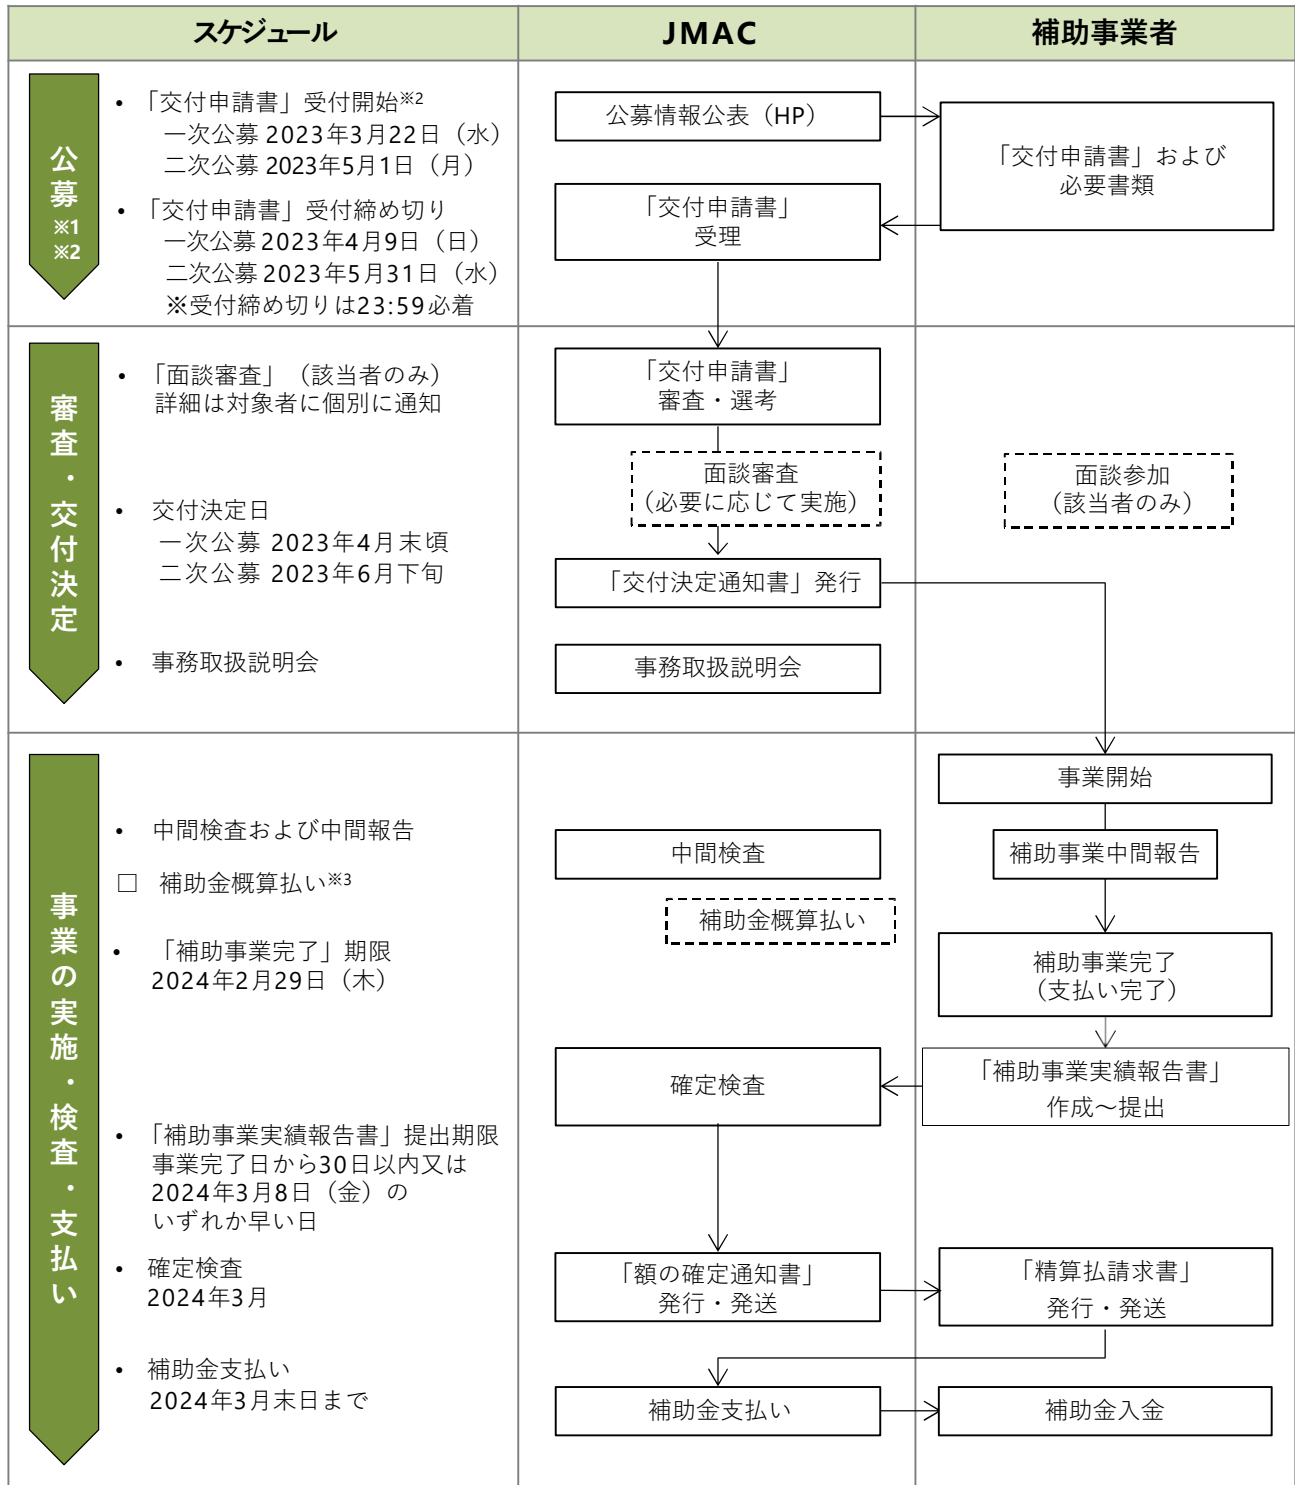 スケジュール
JMAC
補助事業者
公募
※1
※2
• 「交付申請書」受付開始※2
一次公募 2023年3月22日（水）
二次公募 2023年5月1日（月）
• 「交付申請書」受付締め切り
一次公募 2023年4月9日（日）
二次公募 2023年5月31日（水）
※受付締め切りは23:59必着
公募情報公表（HP）
「交付申請書」および
必要書類
「交付申請書」
受理
審査・交付決定
• 「面談審査」（該当者のみ）
詳細は対象者に個別に通知
• 交付決定日
一次公募 2023年4月末頃
二次公募 2023年6月下旬
• 事務取扱説明会
「交付申請書」
審査・選考
面談審査
（必要に応じて実施）
面談参加
（該当者のみ）
「交付決定通知書」発行
事務取扱説明会
事業の実施・検査・支払い
• 中間検査および中間報告
□ 補助金概算払い※3
• 「補助事業完了」期限
2024年2月29日（木）
• 「補助事業実績報告書」提出期限
事業完了日から30日以内又は
2024年3月8日（金）の
いずれか早い日
• 確定検査
2024年3月
• 補助金支払い
2024年3月末日まで
事業開始
中間検査
補助事業中間報告
補助金概算払い
補助事業完了
（支払い完了）
確定検査
「補助事業実績報告書」
作成～提出
「額の確定通知書」
発行・発送
「精算払請求書」
発行・発送
補助金支払い
補助金入金